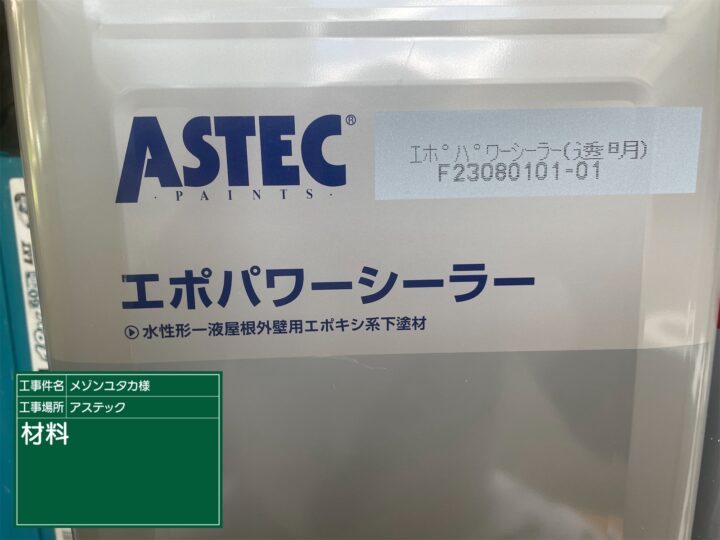 ASTEC®
・PAINTS・
エポパワーシーラー(透明)
F23080101-01
エポパワーシーラー
水性形一液屋根外壁用エポキシ系下塗材
工事件名 メゾンユタカ様
工事場所 アステック
材料